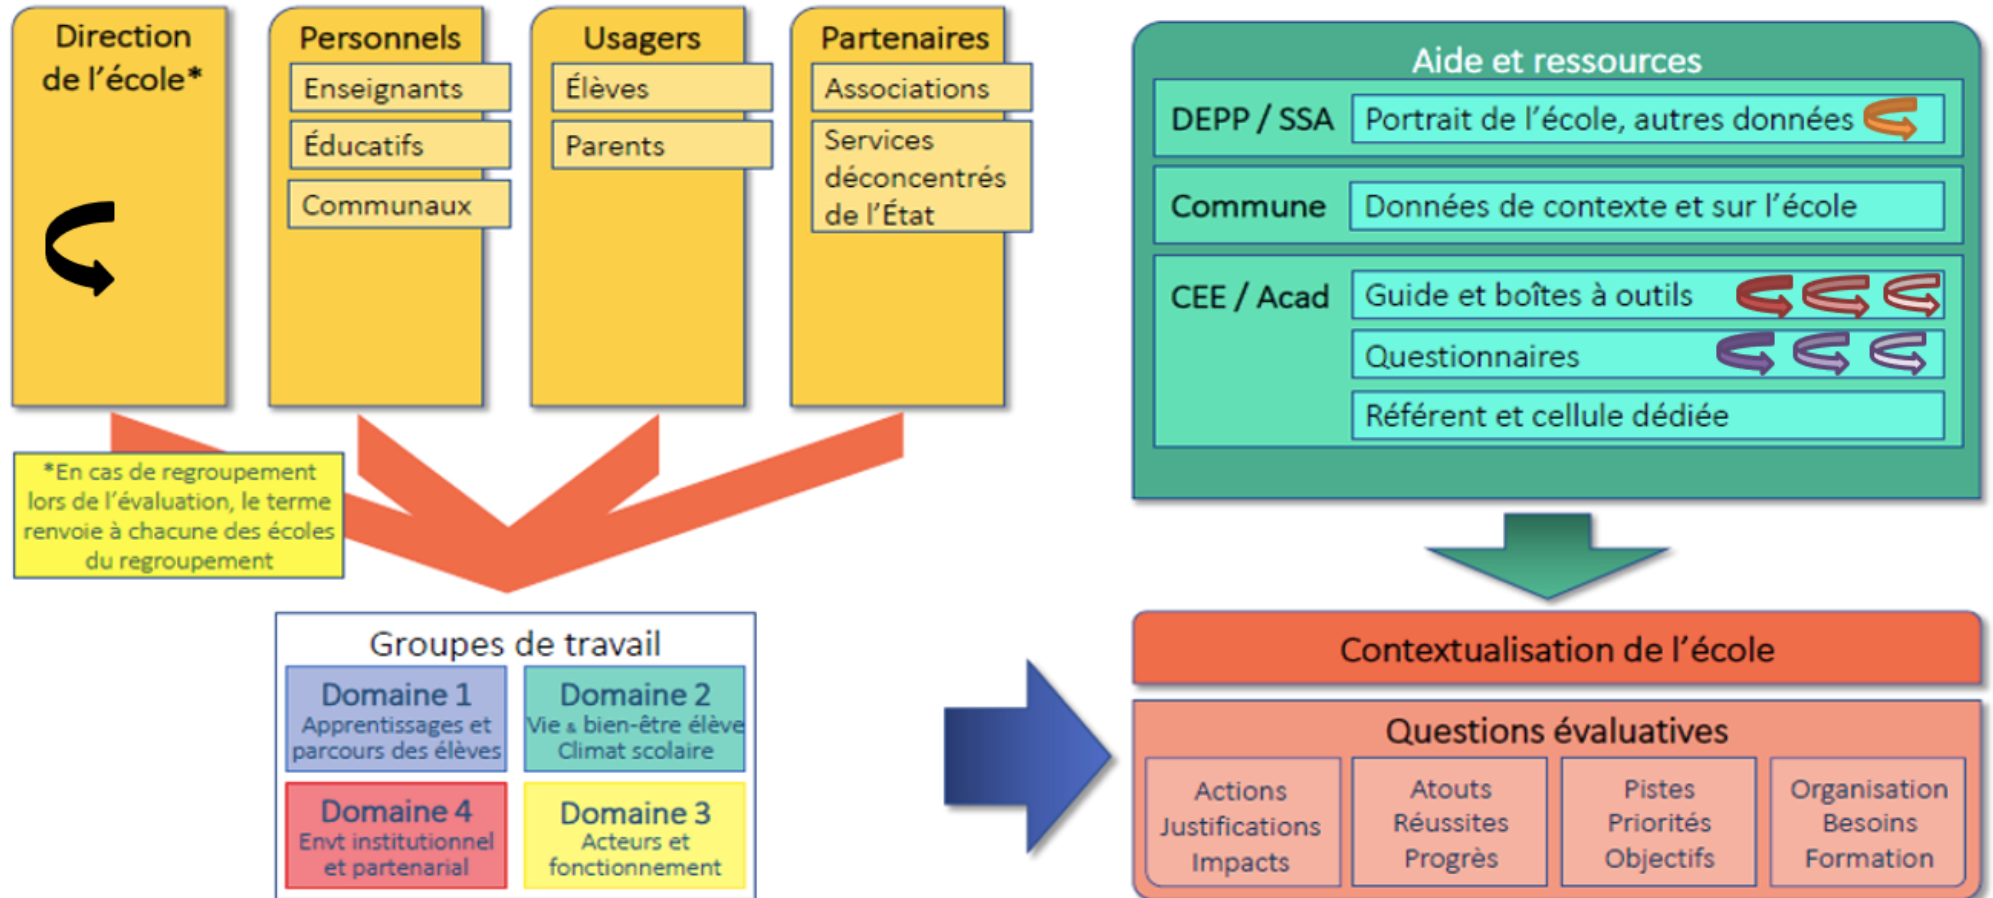 Direction
de l'école*
Personnels
Enseignants
Éducatifs
Communaux
Usagers
Élèves
Parents
Partenaires
Associations
Services
déconcentrés
de l'État
*En cas de regroupement
lors de l'évaluation, le terme
renvoie à chacune des écoles
du regroupement
Groupes de travail
Domaine 1
Apprentissages et
parcours des élèves
Domaine 2
Vie & bien-être élève
Climat scolaire
Domaine 4
Envt institutionnel
et partenarial
Domaine 3
Acteurs et
fonctionnement
Aide et ressources
DEPP / SSA
Portrait de l'école, autres données
Commune
Données de contexte et sur l'école
CEE / Acad
Guide et boîtes à outils
Questionnaires
Référent et cellule dédiée
Contextualisation de l'école
Questions évaluatives
Actions
Justifications
Impacts
Atouts
Réussites
Progrès
Pistes
Priorités
Objectifs
Organisation
Besoins
Formation